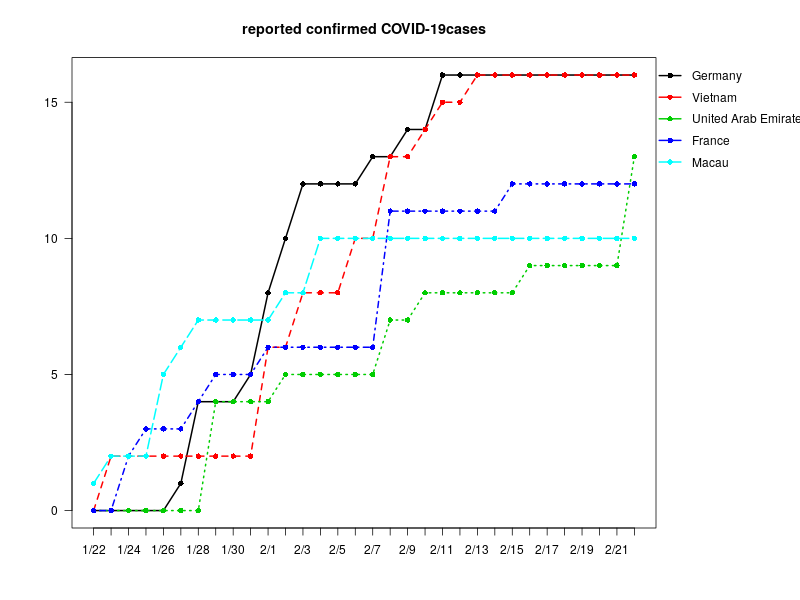 reported confirmed COVID-19cases
Germany
Vietnam
United Arab Emirate
France
Macau
15
10
5
0
1/22 1/24 1/26 1/28 1/30 2/1 2/3 2/5 2/7 2/9 2/11 2/13 2/15 2/17 2/19 2/21